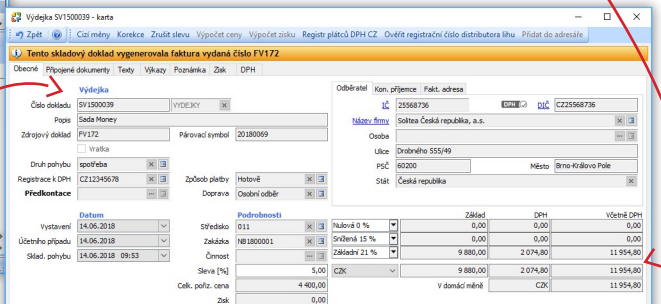 Výdejka SV1500039 - karta
Zpět Cizí měny Korekce Zrušit slevu Výpočet ceny Výpočet zisku Registr plátců DPH CZ Ověřit registrační číslo distributora lihu Přidat do adresáře
Tento skladový doklad vygenerovala faktura vydaná číslo FV172
Obecné Připojené dokumenty Texty Výkazy Poznámka Zisk DPH
Výdejka
Číslo dokladu SV1500039 VYDEJKY
Popis Sada Money
Zdrojový doklad FV172 Párovací symbol 20180069
Vratka
Druh pohybu spotřeba
Registrace k DPH CZ12345678 Způsob platby Hotově
Předkontace Doprava Osobní odběr
Odběratel Kon. příjemce Fakt. adresa
IČ 25568736 DPH DIČ CZ25568736
Název firmy Solitea Česká republika, a.s.
Osoba
Ulice Drobného 555/49
PSČ 60200 Město Brno-Královo Pole
Stát Česká republika
Datum
Vystavení 14.06.2018
Účetního případu 14.06.2018
Sklad. pohybu 14.06.2018 09:53
Podrobnosti
Středisko 011
Zakázka NB1800001
Činnost
Sleva [%] 5,00
Celk. pořiz. cena 4 400,00
Zisk 0,00
Základ DPH Včetně DPH
Nulová 0 % 0,00 0,00 0,00
Snížená 15 % 0,00 0,00 0,00
Základní 21 % 9 880,00 2 074,80 11 954,80
CZK 9 880,00 2 074,80 11 954,80
V domácí měně CZK 11 954,80